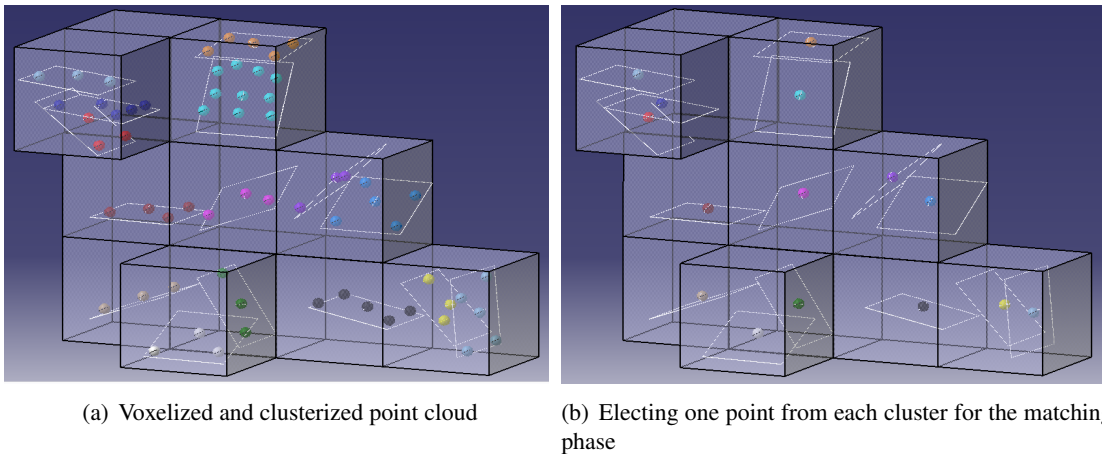 (a) Voxelized and clusterized point cloud
(b) Electing one point from each cluster for the matching
phase